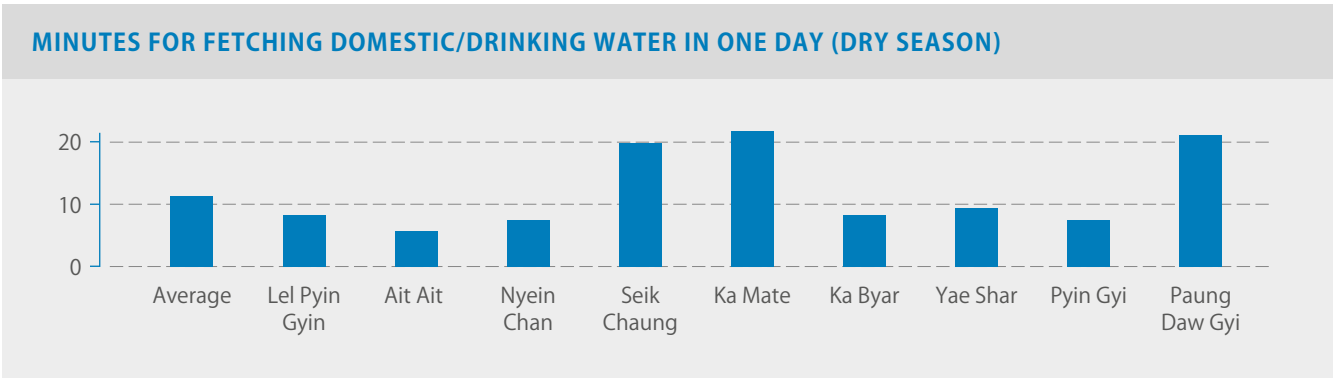 MINUTES FOR FETCHING DOMESTIC/DRINKING WATER IN ONE DAY (DRY SEASON)
20
10
0
Average
Lel Pyin
Gyin
Ait Ait
Nyein
Chan
Seik
Chaung
Ka Mate
Ka Byar
Yae Shar
Pyin Gyi
Paung
Daw Gyi